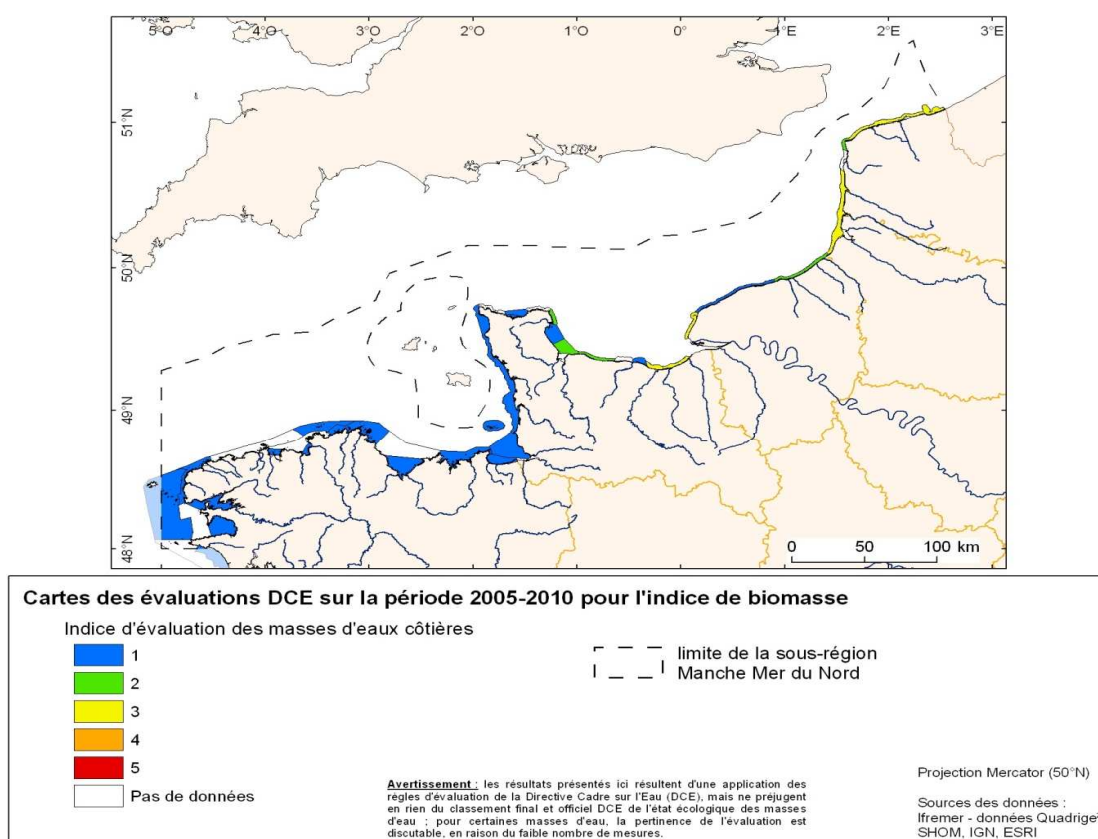 5°O 4°O 3°O 2°O 1°O 0° 1°E 2°E 3°E
51°N
50°N
49°N
48°N
0 50 100 km
Cartes des évaluations DCE sur la période 2005-2010 pour l'indice de biomasse
Indice d'évaluation des masses d'eaux côtières
1
2
3
4
5
Pas de données
limite de la sous-région
Manche Mer du Nord
Avertissement : les résultats présentés ici résultent d'une application des
règles d'évaluation de la Directive Cadre sur l'Eau (DCE), mais ne préjugent
en rien du classement final et officiel DCE de l'état écologique des masses
d'eau ; pour certaines masses d'eau, la pertinence de l'évaluation est
discutable, en raison du faible nombre de mesures.
Projection Mercator (50°N)
Sources des données :
Ifremer - données Quadrige
SHOM, IGN, ESRI